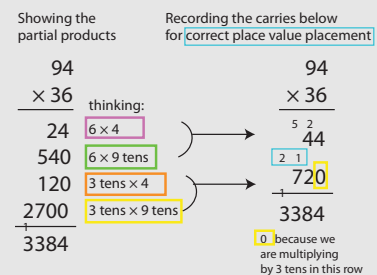 Showing the
partial products
94
× 36
24
540
120
2700
1
3384
thinking:
6 × 4
6 × 9 tens
3 tens × 4
3 tens × 9 tens
Recording the carries below
for correct place value placement
94
× 36
5 2
44
2 1
720
1
3384
0 because we
are multiplying
by 3 tens in this row